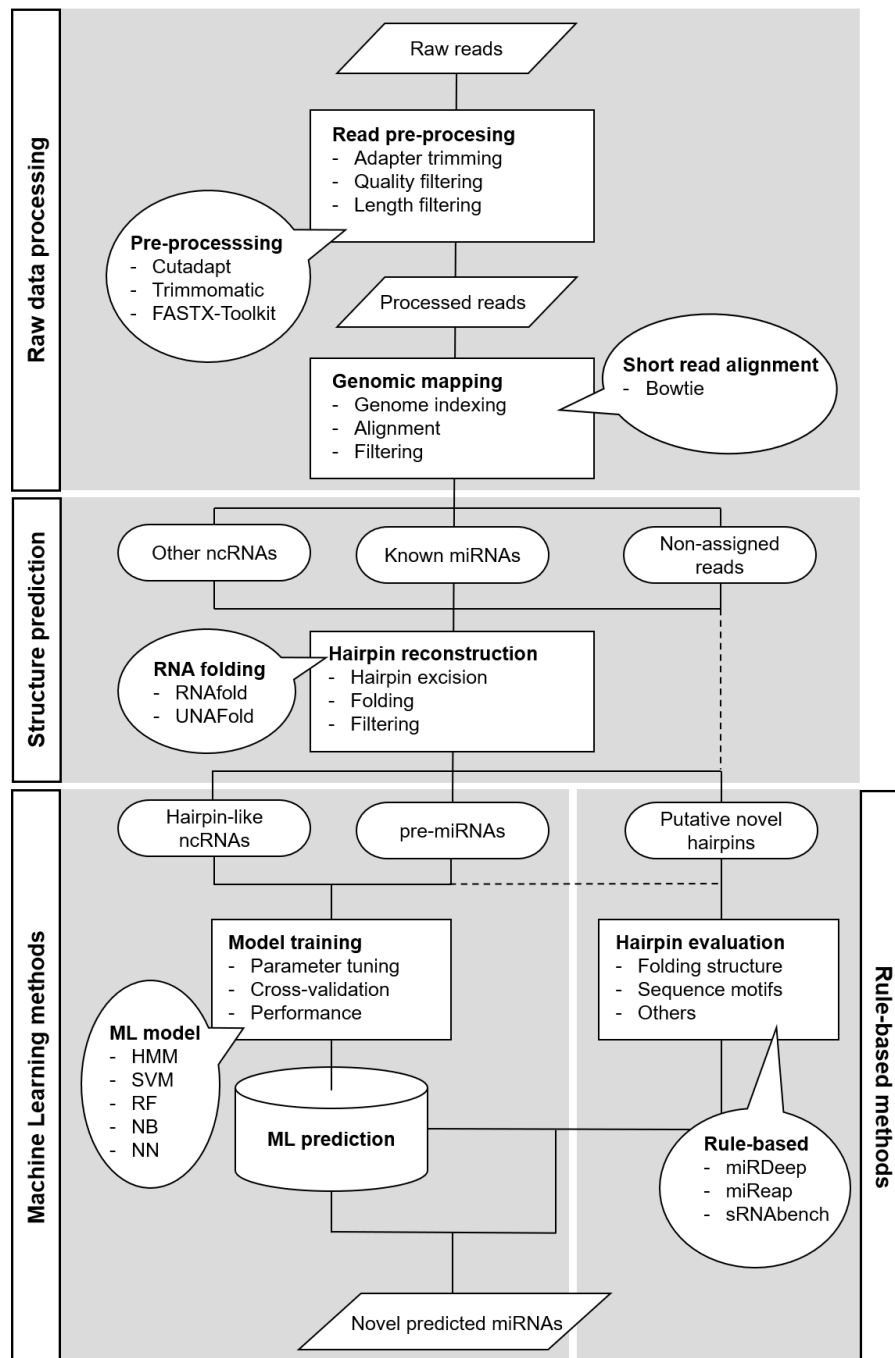 Raw data processing
Raw reads
Read pre-procesing
- Adapter trimming
- Quality filtering
- Length filtering
Pre-processsing
- Cutadapt
- Trimmomatic
- FASTX-Toolkit
Processed reads
Genomic mapping
- Genome indexing
- Alignment
- Filtering
Short read alignment
- Bowtie
Structure prediction
Other ncRNAs
Known miRNAs
Non-assigned
reads
RNA folding
- RNAfold
- UNAFold
Hairpin reconstruction
- Hairpin excision
- Folding
- Filtering
Machine Learning methods
Hairpin-like
ncRNAs
pre-miRNAs
Putative novel
hairpins
Model training
- Parameter tuning
- Cross-validation
- Performance
Hairpin evaluation
- Folding structure
- Sequence motifs
- Others
Rule-based methods
ML model
- HMM
- SVM
- RF
- NB
- NN
ML prediction
Rule-based
- miRDeep
- miReap
- sRNAbench
Novel predicted miRNAs